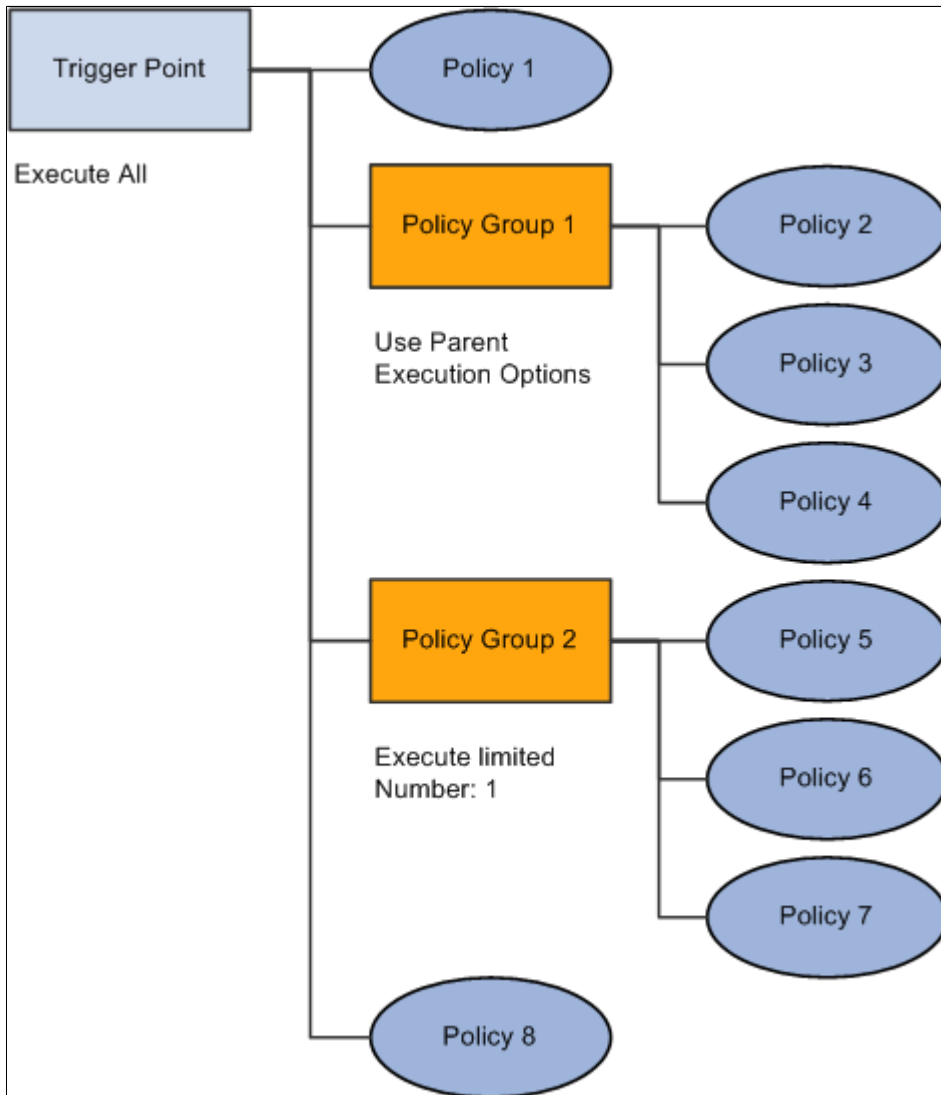 Trigger Point
Policy 1
Execute All
Policy Group 1
Policy 2
Use Parent
Execution Options
Policy 3
Policy 4
Policy Group 2
Policy 5
Execute limited
Number: 1
Policy 6
Policy 7
Policy 8